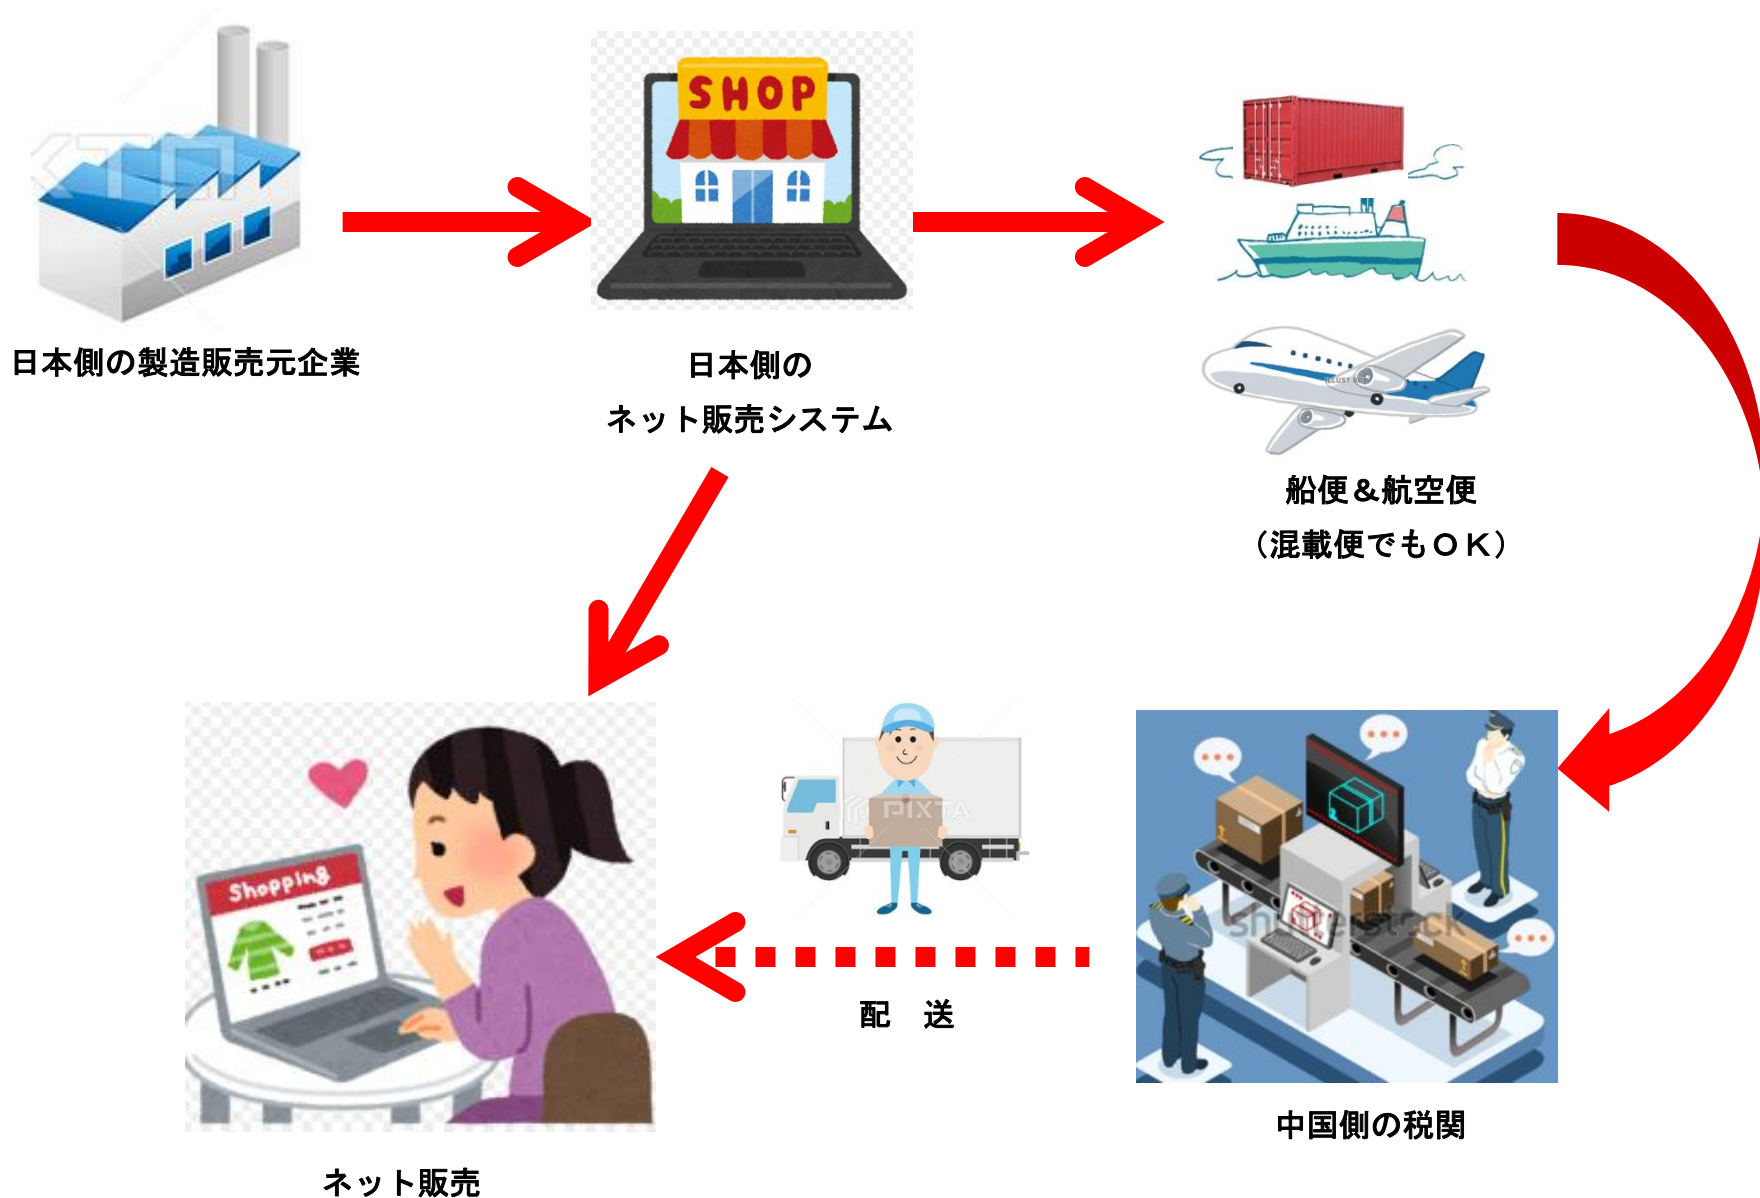 SHOP
日本側の製造販売元企業
日本側の
ネット販売システム
船便＆航空便
（混載便でもＯＫ）
Shopping
PIXTA
shutterstock
配　送
中国側の税関
ネット販売